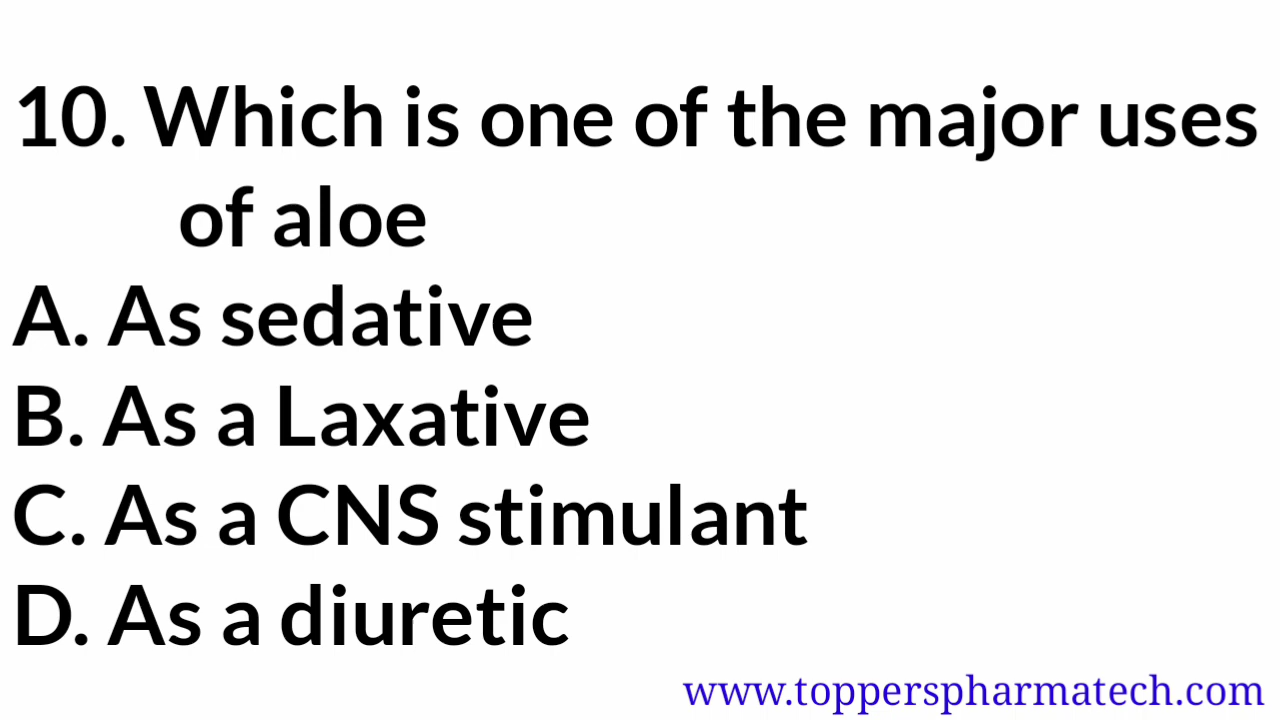 10. Which is one of the major uses
of aloe
A. As sedative
B. As a Laxative
C. As a CNS stimulant
D. As a diuretic
www.topperspharmatech.com